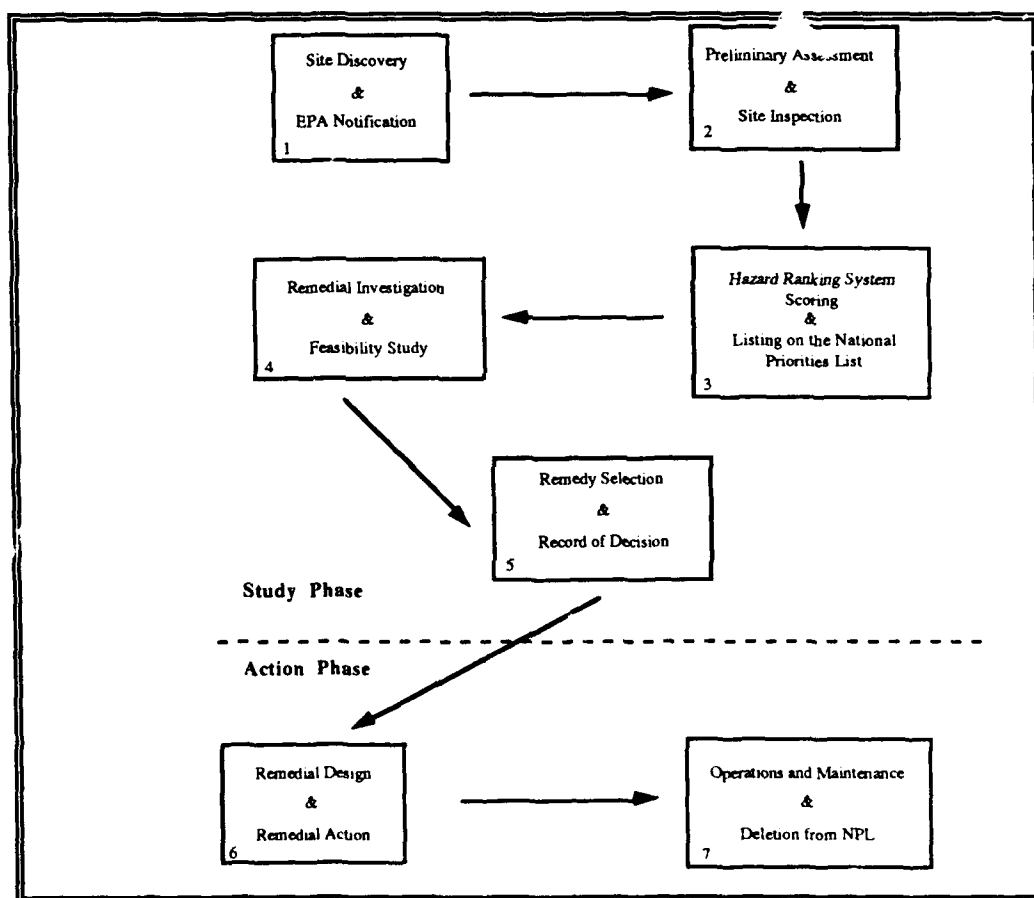 Site Discovery
&
EPA Notification
1
Preliminary Assessment
&
Site Inspection
2
Hazard Ranking System
Scoring
&
Listing on the National
Priorities List
3
Remedial Investigation
&
Feasibility Study
4
Remedy Selection
&
Record of Decision
5
Study Phase
Action Phase
Remedial Design
&
Remedial Action
6
Operations and Maintenance
&
Deletion from NPL
7